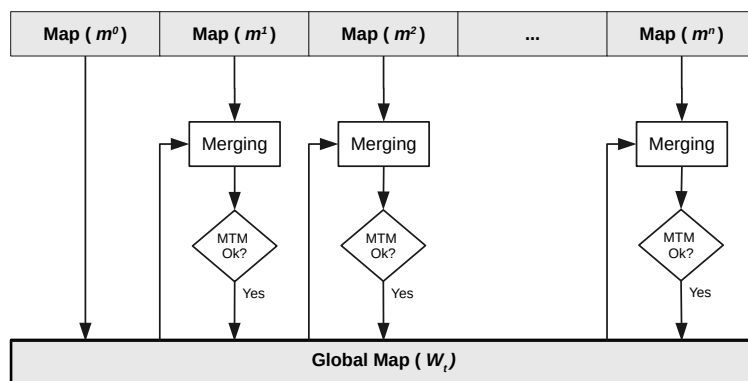 Map ( m⁰ )
Map ( m¹ )
Map ( m² )
...
Map ( mⁿ )
Merging
Merging
Merging
MTM
Ok?
MTM
Ok?
MTM
Ok?
Yes
Yes
Yes
Global Map ( Wₜ )